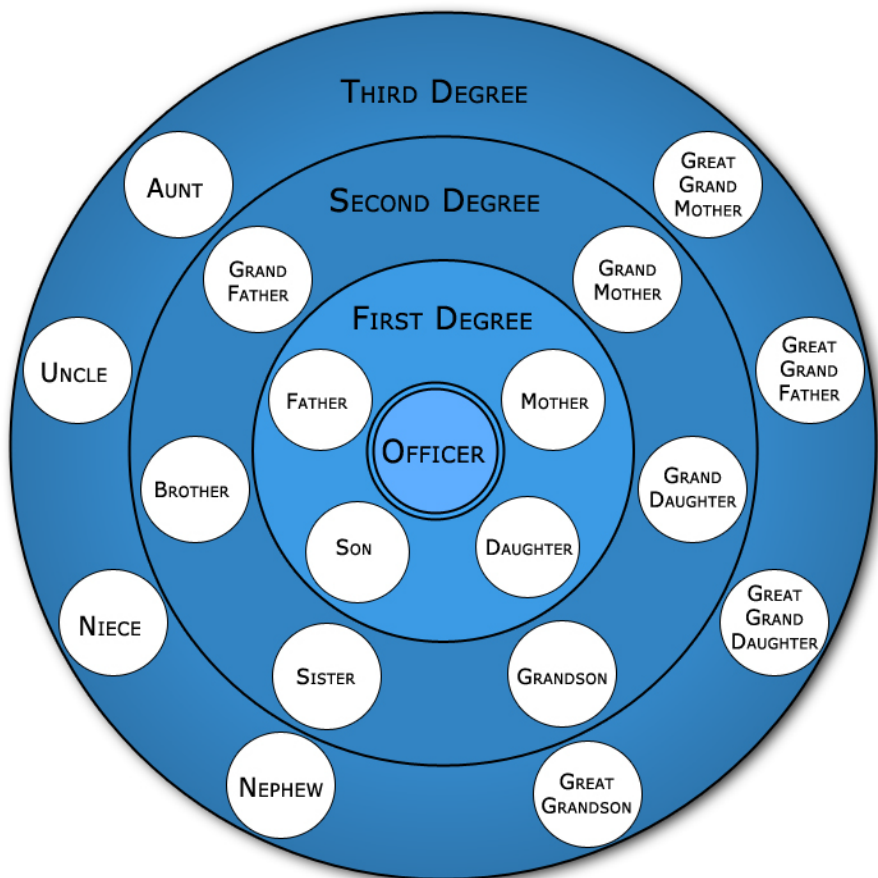 Third Degree
Aunt
Great
Grand
Mother
Second Degree
Grand
Father
Grand
Mother
First Degree
Uncle
Great
Grand
Father
Father
Mother
Officer
Brother
Grand
Daughter
Son
Daughter
Niece
Great
Grand
Daughter
Sister
Grandson
Nephew
Great
Grandson